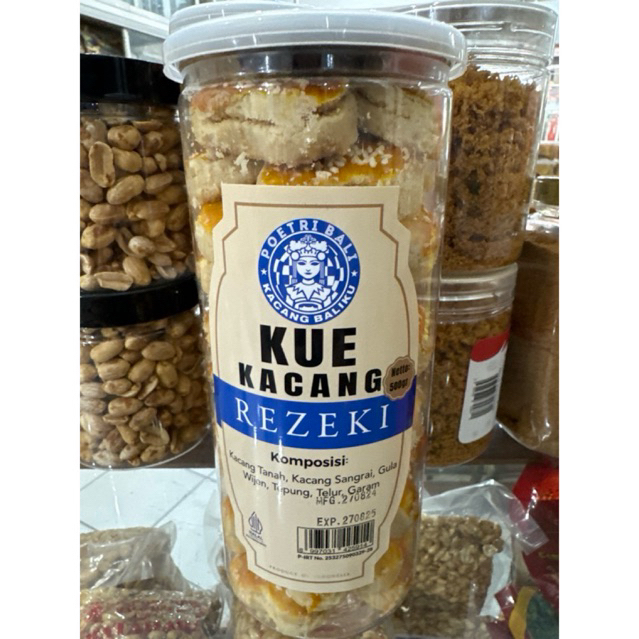 POETRI BALI
KACANG BALIKU
KUE
KACANG
Netto:
500gr
REZEKI
Komposisi:
Kacang Tanah, Kacang Sangrai, Gula
Wijen, Tepung, Telur, Garam
MFG.270824
EXP.270825
HALAL